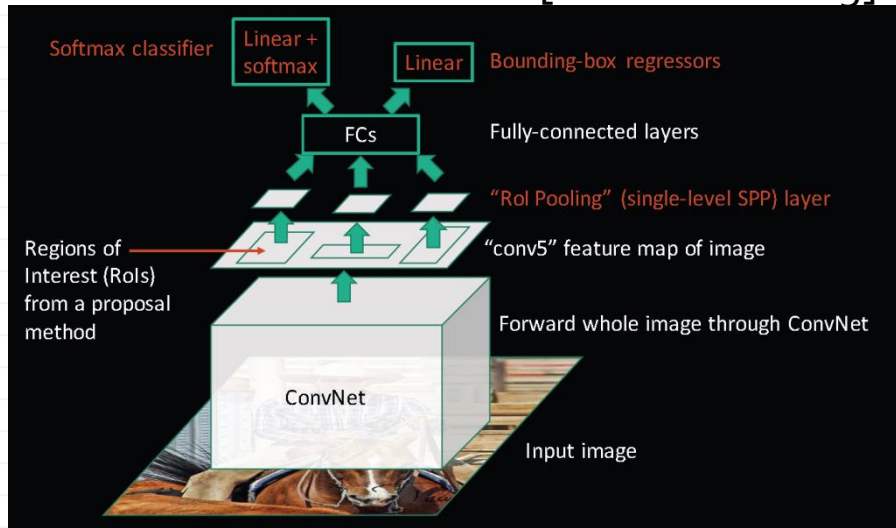 Softmax classifier
Linear +
softmax
Linear
Bounding-box regressors
FCs
Fully-connected layers
"RoI Pooling" (single-level SPP) layer
Regions of
Interest (RoIs)
from a proposal
method
"conv5" feature map of image
Forward whole image through ConvNet
ConvNet
Input image